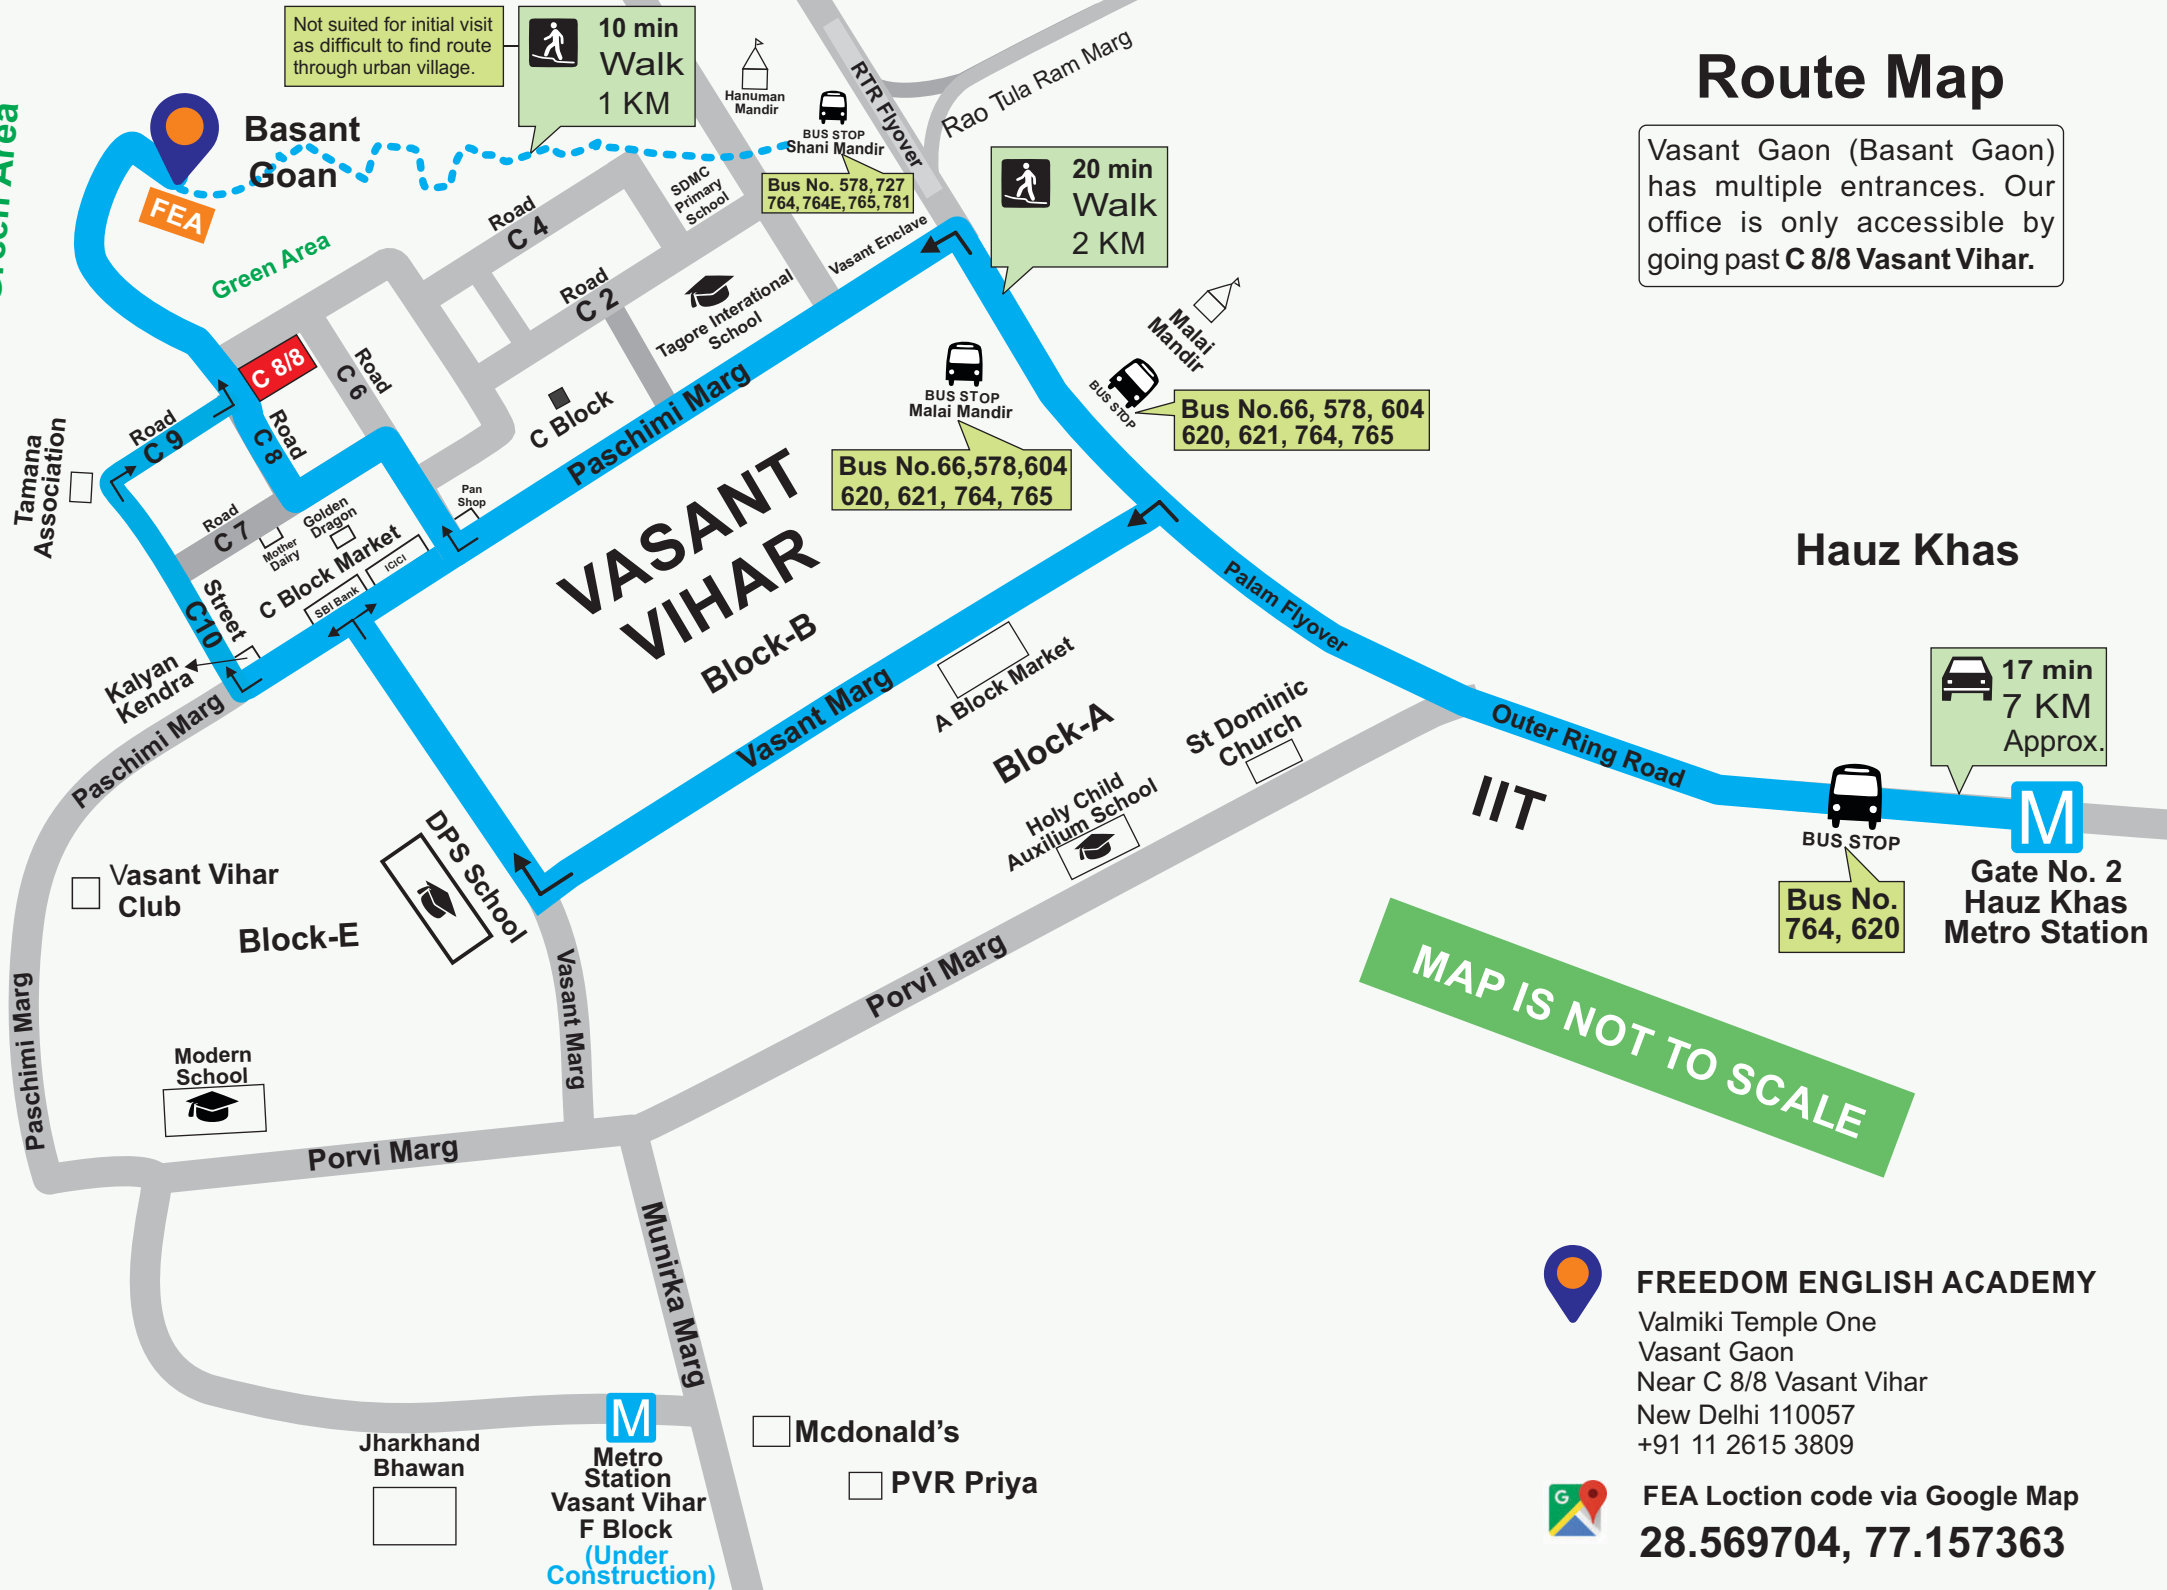 Not suited for initial visit
as difficult to find route
through urban village.
10 min
Walk
1 KM
Hanuman
Mandir
BUS STOP
Shani Mandir
Bus No. 578, 727
764, 764E, 765, 781
RTR Flyover
Rao Tula Ram Marg
Route Map
Vasant Gaon (Basant Gaon)
has multiple entrances. Our
office is only accessible by
going past C 8/8 Vasant Vihar.
Green Area
Basant
Goan
FEA
Green Area
Road
C 4
SDMC
Primary
School
Vasant Enclave
20 min
Walk
2 KM
Road
C 2
Tagore Interational
School
Malai
Mandir
BUS STOP
Bus No.66, 578, 604
620, 621, 764, 765
BUS STOP
Malai Mandir
Bus No.66,578,604
620, 621, 764, 765
C 8/8
Road
C 6
C Block
Paschimi Marg
Road
C 9
Road
C 8
Tamana
Association
Road
C 7
Mother
Dairy
Golden
Dragon
Pan
Shop
C Block Market
SBI Bank
ICICI
Street
C10
Kalyan
Kendra
Paschimi Marg
VASANT
VIHAR
Block-B
Vasant Marg
A Block Market
Block-A
St Dominic
Church
Holy Child
Auxilium School
Palam Flyover
Outer Ring Road
Hauz Khas
IIT
17 min
7 KM
Approx.
BUS STOP
Bus No.
764, 620
M
Gate No. 2
Hauz Khas
Metro Station
MAP IS NOT TO SCALE
DPS School
Vasant Vihar
Club
Block-E
Vasant Marg
Porvi Marg
Paschimi Marg
Modern
School
Porvi Marg
Munirka Marg
M
Metro
Station
Vasant Vihar
F Block
(Under
Construction)
Jharkhand
Bhawan
Mcdonald's
PVR Priya
FREEDOM ENGLISH ACADEMY
Valmiki Temple One
Vasant Gaon
Near C 8/8 Vasant Vihar
New Delhi 110057
+91 11 2615 3809
G
FEA Loction code via Google Map
28.569704, 77.157363